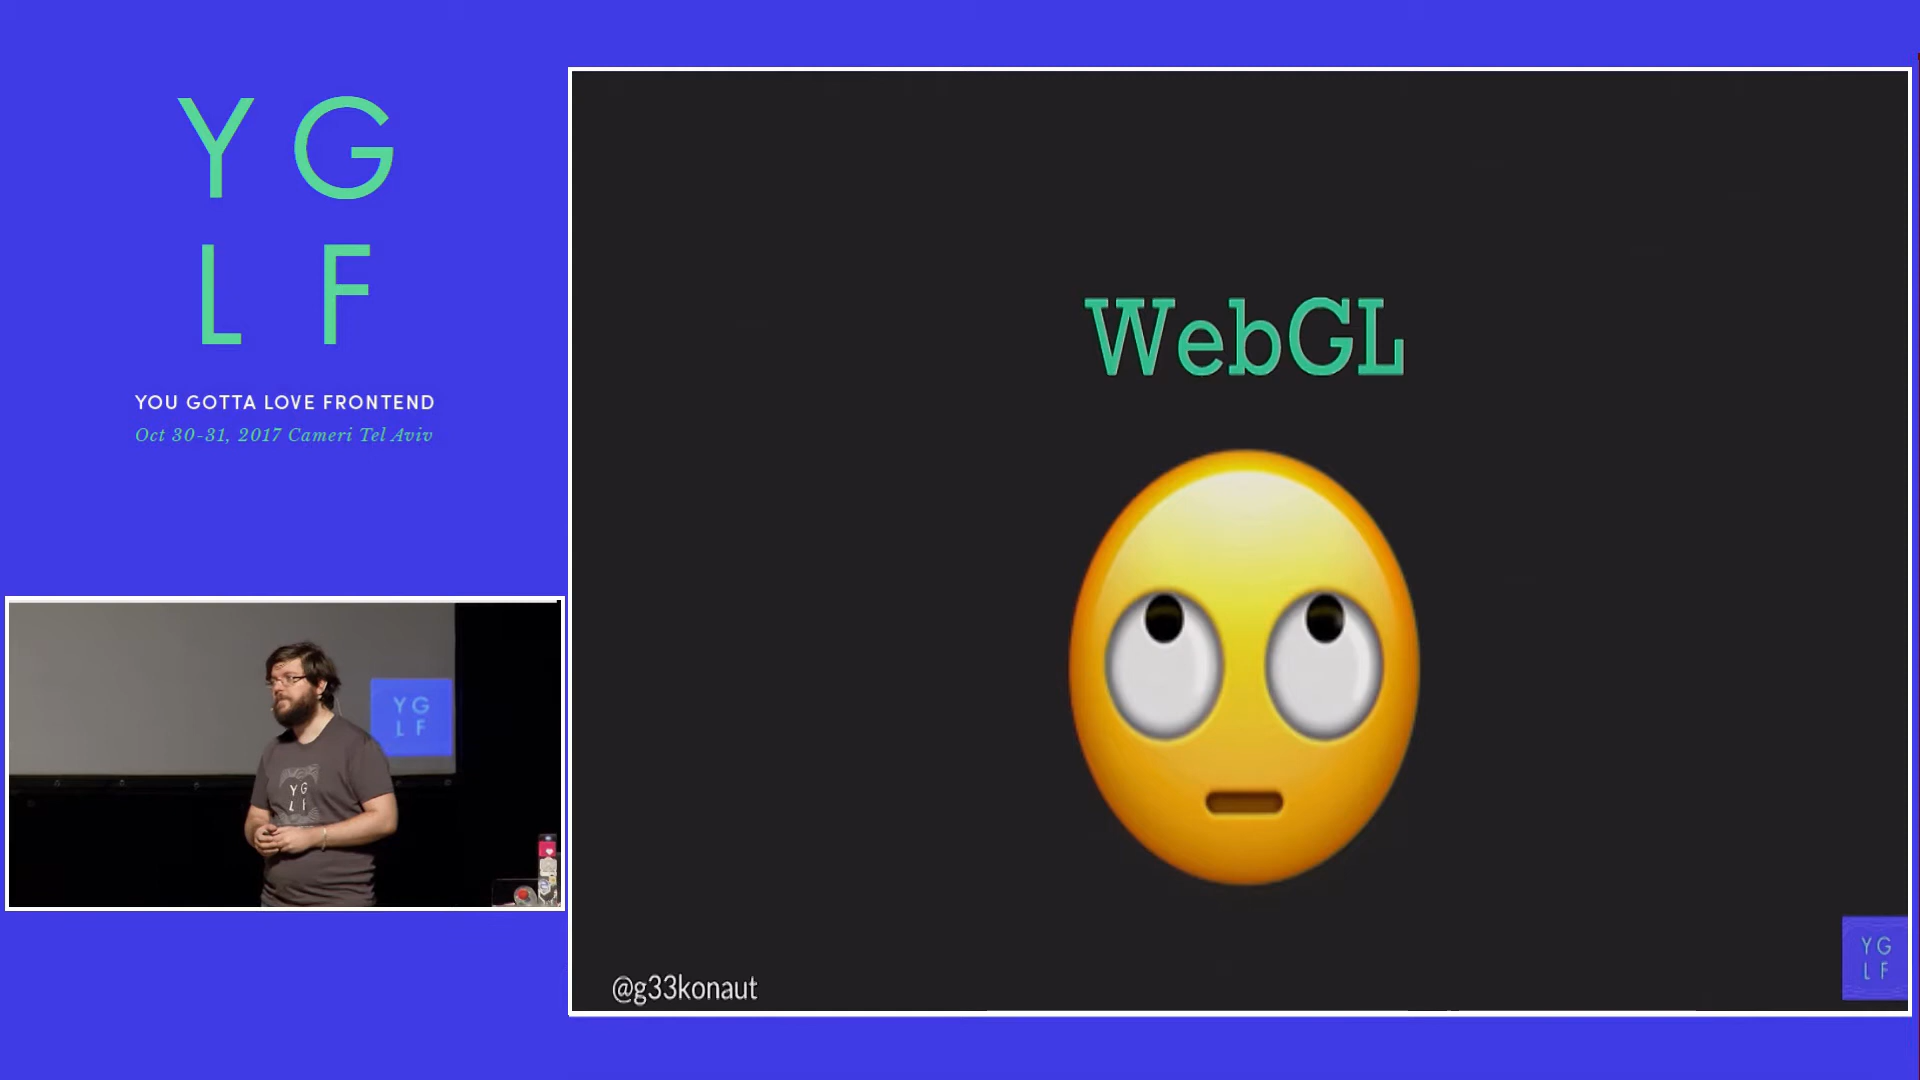 Y G
L F
YOU GOTTA LOVE FRONTEND
Oct 30-31, 2017 Cameri Tel Aviv
Y G
L F
Y G
L F
WebGL
@g33konaut
Y G
L F